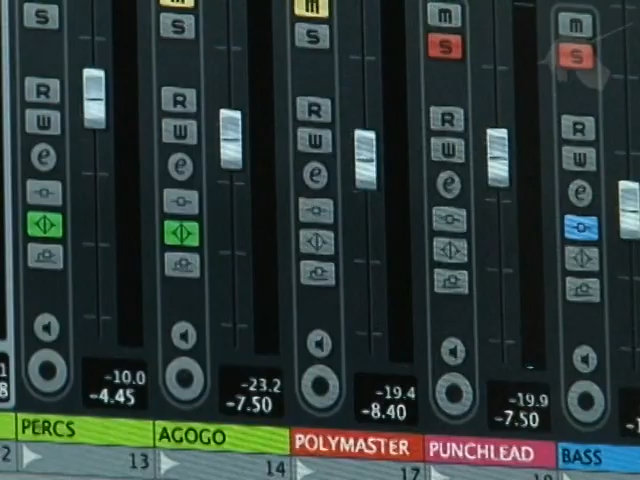 S
R
W
e
-10.0
-4.45
PERCS
13
S
R
W
e
-23.2
-7.50
AGOGO
14
M
S
R
W
e
-19.4
-8.40
POLYMASTER
17
M
S
R
W
e
-19.9
-7.50
PUNCHLEAD
M
S
R
W
e
BASS